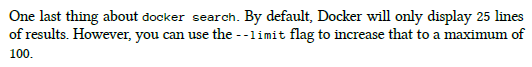 One last thing about docker search. By default, Docker will only display 25 lines
of results. However, you can use the --limit flag to increase that to a maximum of
100.